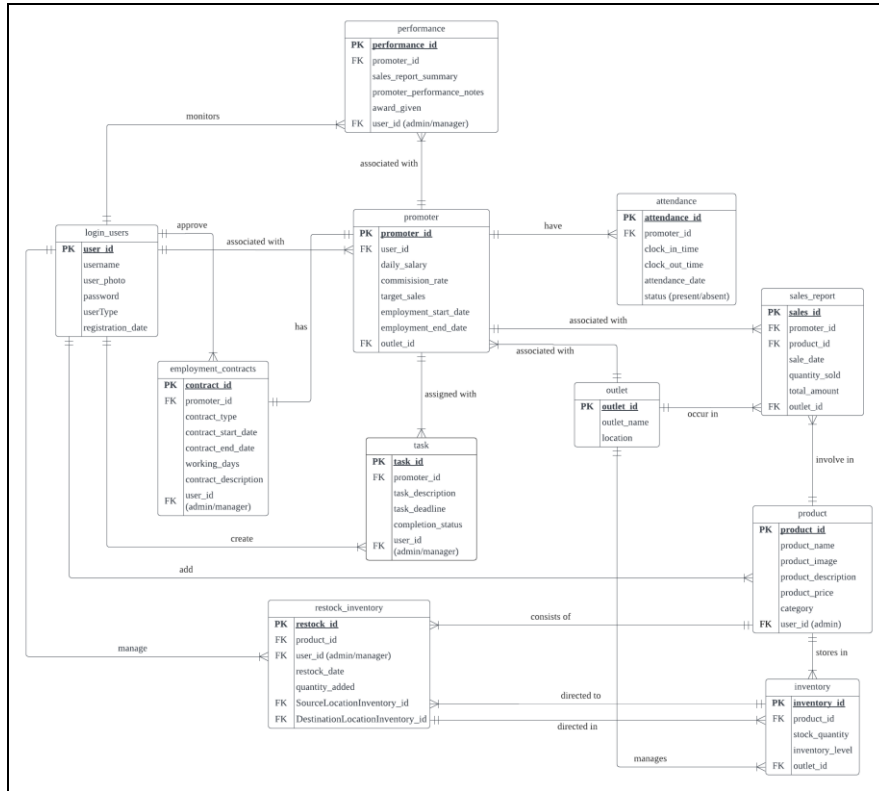 performance
PK performance_id
FK promoter_id
sales_report_summary
promoter_performance_notes
award_given
FK user_id (admin/manager)
monitors
associated with
attendance
PK attendance_id
FK promoter_id
clock_in_time
clock_out_time
attendance_date
status (present/absent)
login_users
PK user_id
username
user_photo
password
userType
registration_date
approve
associated with
promoter
PK promoter_id
FK user_id
daily_salary
commisision_rate
target_sales
employment_start_date
employment_end_date
FK outlet_id
have
has
associated with
associated with
sales_report
PK sales_id
FK promoter_id
FK product_id
sale_date
quantity_sold
total_amount
FK outlet_id
employment_contracts
PK contract_id
FK promoter_id
contract_type
contract_start_date
contract_end_date
working_days
contract_description
FK user_id
(admin/manager)
assigned with
outlet
PK outlet_id
outlet_name
location
occur in
task
PK task_id
FK promoter_id
task_description
task_deadline
completion_status
FK user_id
(admin/manager)
involve in
create
add
product
PK product_id
product_name
product_image
product_description
product_price
category
FK user_id (admin)
restock_inventory
PK restock_id
FK product_id
FK user_id (admin/manager)
restock_date
quantity_added
FK SourceLocationInventory_id
FK DestinationLocationInventory_id
manage
consists of
stores in
directed to
directed in
manages
inventory
PK inventory_id
FK product_id
stock_quantity
inventory_level
FK outlet_id